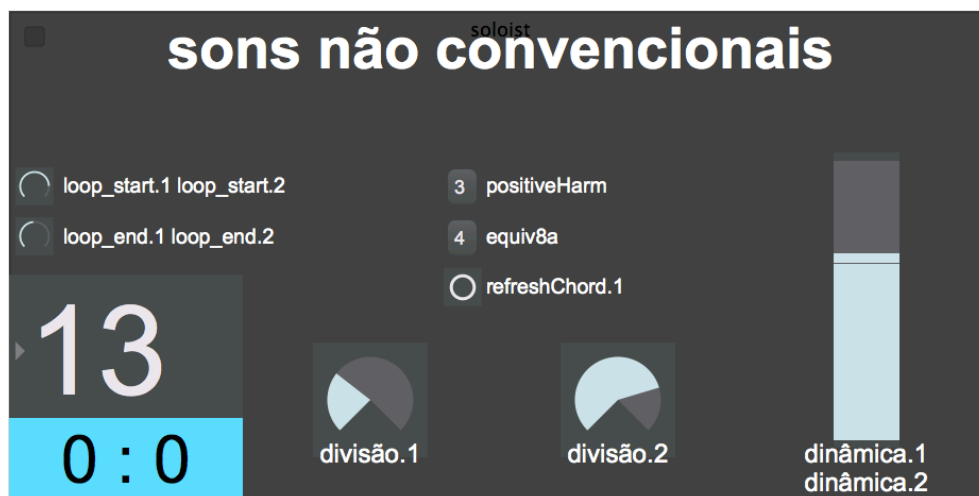 soloist
sons não convencionais
loop_start.1 loop_start.2
3 positiveHarm
loop_end.1 loop_end.2
4 equiv8a
refreshChord.1
13
0 : 0
divisão.1
divisão.2
dinâmica.1
dinâmica.2